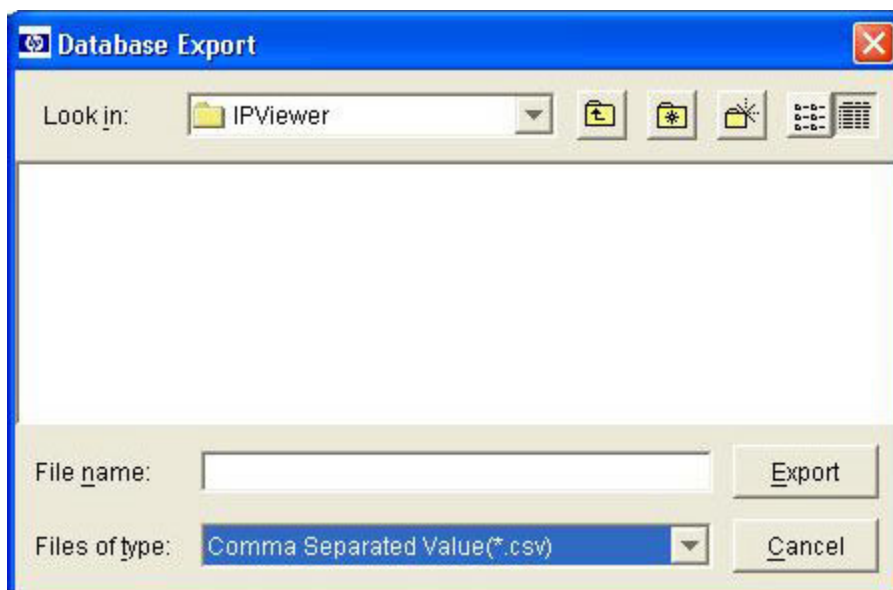 Database Export
Look in: IPViewer
File name: Export
Files of type: Comma Separated Value(*.csv) Cancel